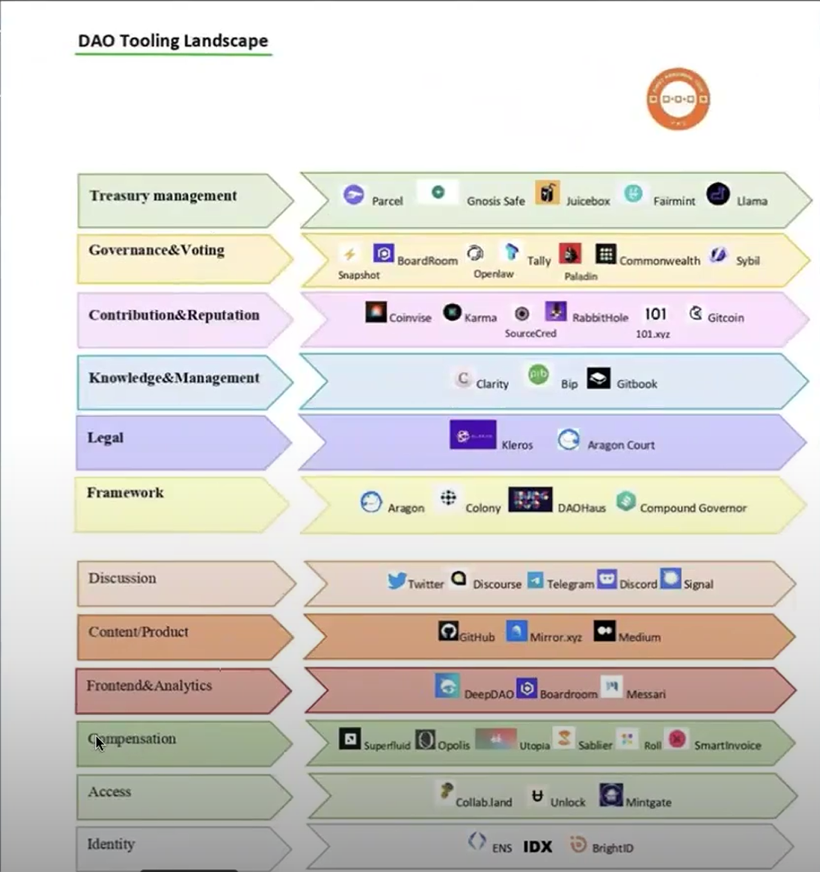 DAO Tooling Landscape
Treasury management
Parcel Gnosis Safe Juicebox Fairmint Llama
Governance&Voting
BoardRoom Tally Commonwealth Sybil
Snapshot Openlaw Paladin
Contribution&Reputation
Coinvise Karma RabbitHole 101 Gitcoin
SourceCred 101.xyz
Knowledge&Management
C Clarity pib Bip Gitbook
Legal
Kleros Aragon Court
Framework
Aragon Colony DAOHaus Compound Governor
Discussion
Twitter Discourse Telegram Discord Signal
Content/Product
GitHub Mirror.xyz Medium
Frontend&Analytics
DeepDAO Boardroom Messari
Compensation
Superfluid Opolis Utopia Sablier Roll SmartInvoice
Access
Collab.land Unlock Mintgate
Identity
ENS IDX BrightID